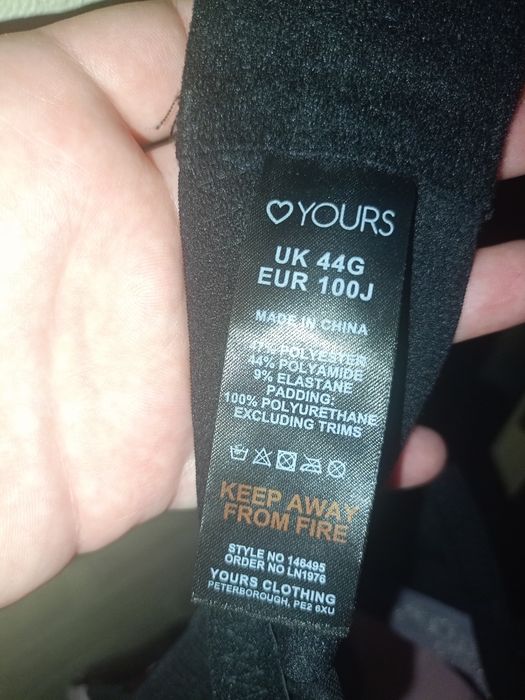 YOURS
UK 44G
EUR 100J
MADE IN CHINA
POLYESTER
44% POLYAMIDE
9% ELASTANE
PADDING:
100% POLYURETHANE
EXCLUDING TRIMS
KEEP AWAY
FROM FIRE
STYLE NO 146495
ORDER NO LN1976
YOURS CLOTHING
PETERBOROUGH, PE2 6XU